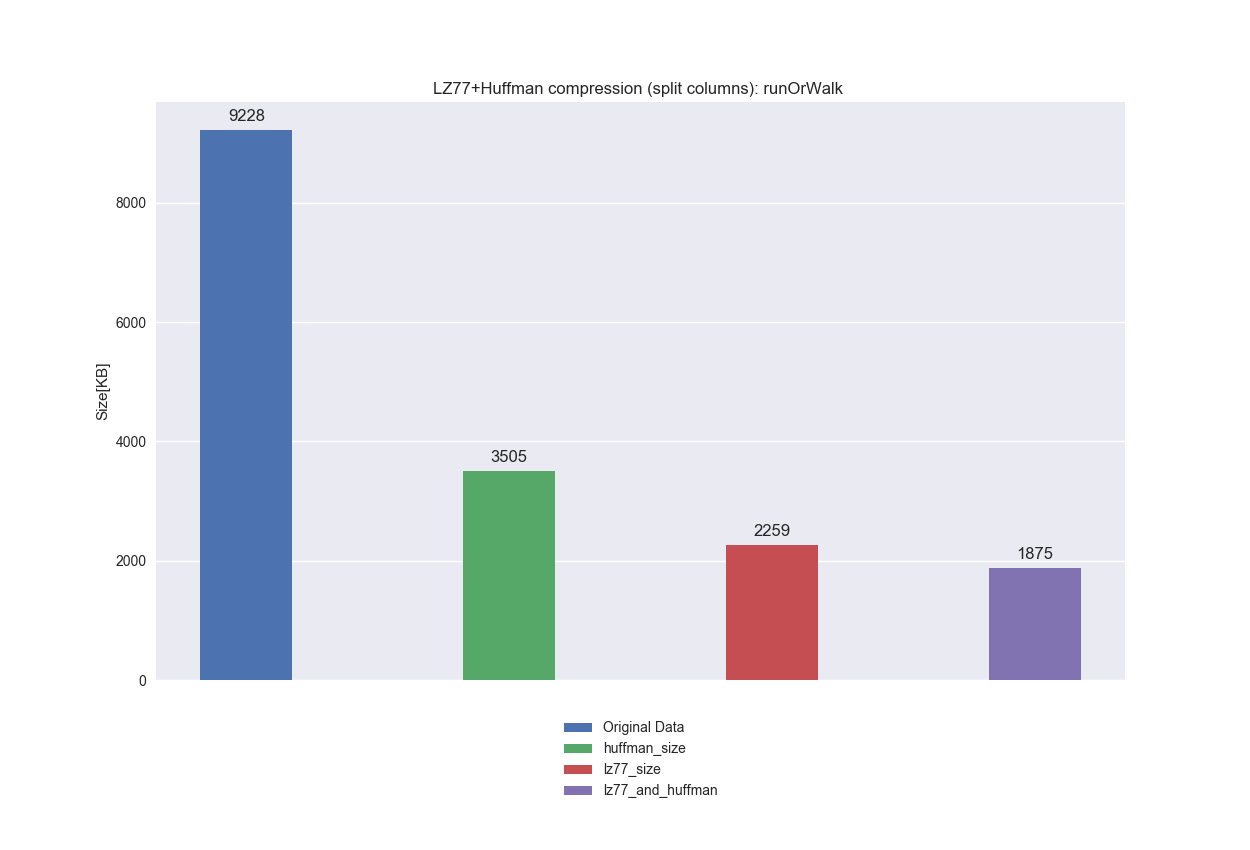 LZ77+Huffman compression (split columns): runOrWalk
9228
8000
6000
Size[KB]
4000
3505
2259
2000
1875
0
Original Data
huffman_size
lz77_size
lz77_and_huffman